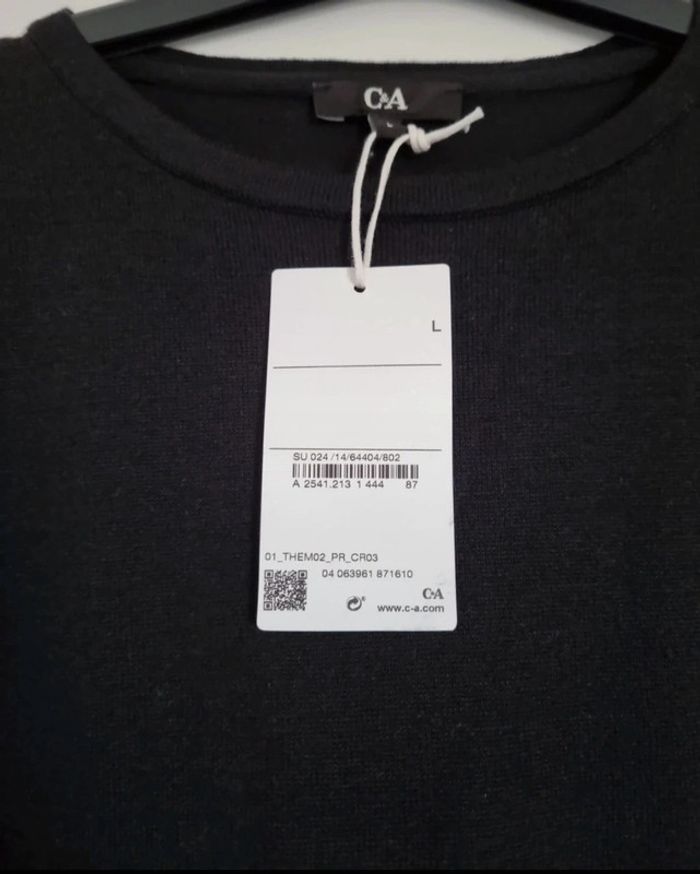 C&A
L
L
SU 024 /14/64404/802
A 2541.213 1 444 87
01_THEM02_PR_CR03
04 063961 871610
C&A
www.c-a.com